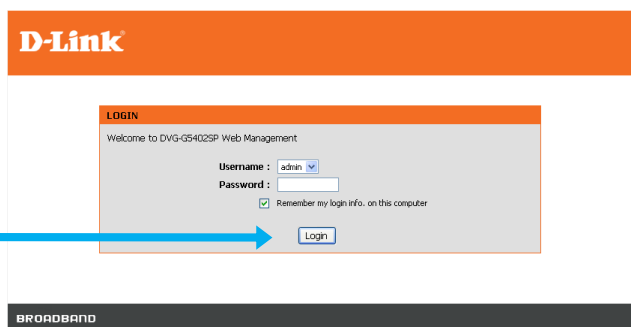 D-Link
LOGIN
Welcome to DVG-G5402SP Web Management
Username : admin
Password :
Remember my login info. on this computer
Login
BROADBAND